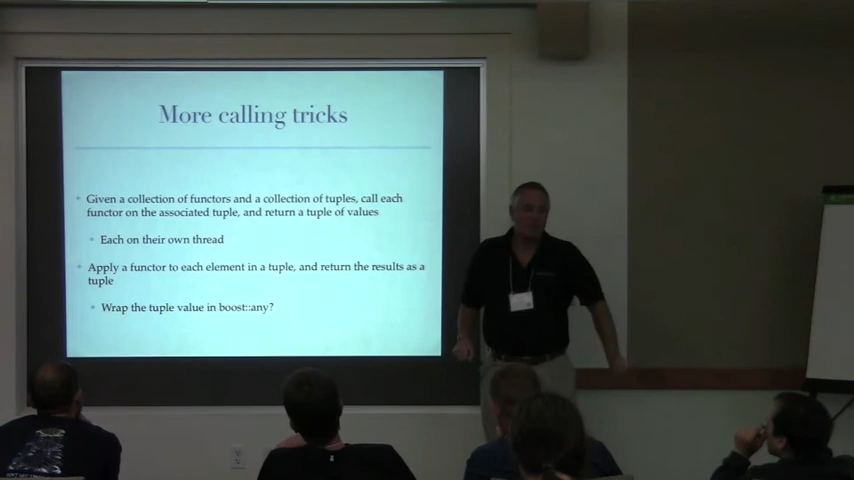 More calling tricks
Given a collection of functors and a collection of tuples, call each
functor on the associated tuple, and return a tuple of values
Each on their own thread
Apply a functor to each element in a tuple, and return the results as a
tuple
Wrap the tuple value in boost::any?